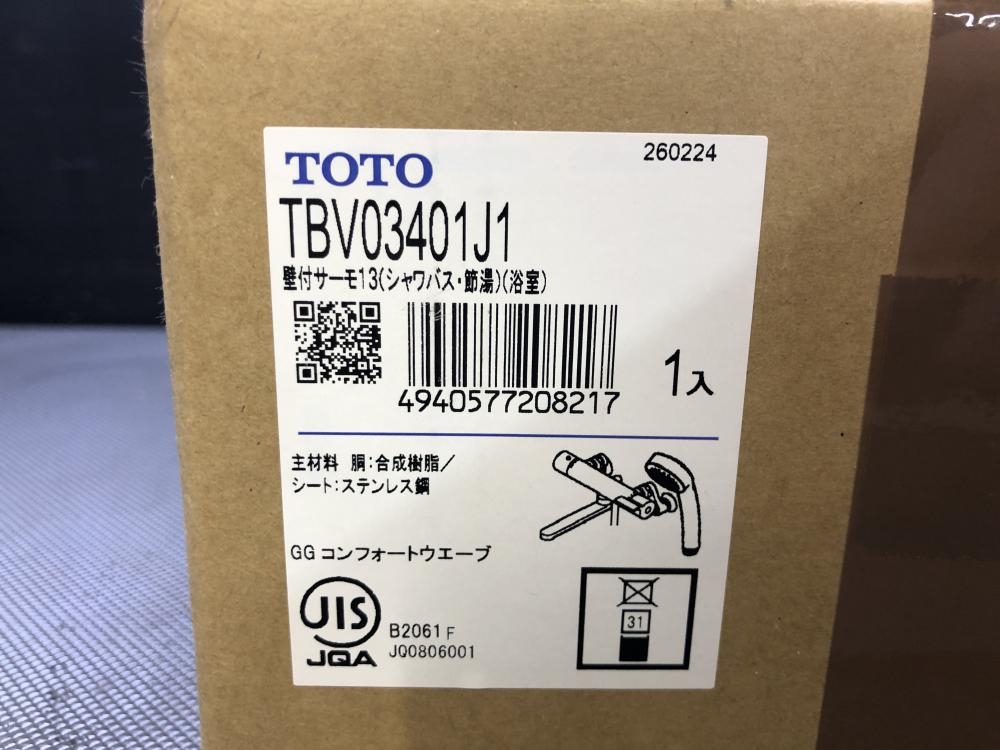 TOTO
260224
TBV03401J1
壁付サーモ13(シャワバス・節湯)(浴室)
4940577208217
1入
主材料 胴:合成樹脂/
シート:ステンレス鋼
GG コンフォートウエーブ
JIS
JQA
B2061 F
JQ0806001
31